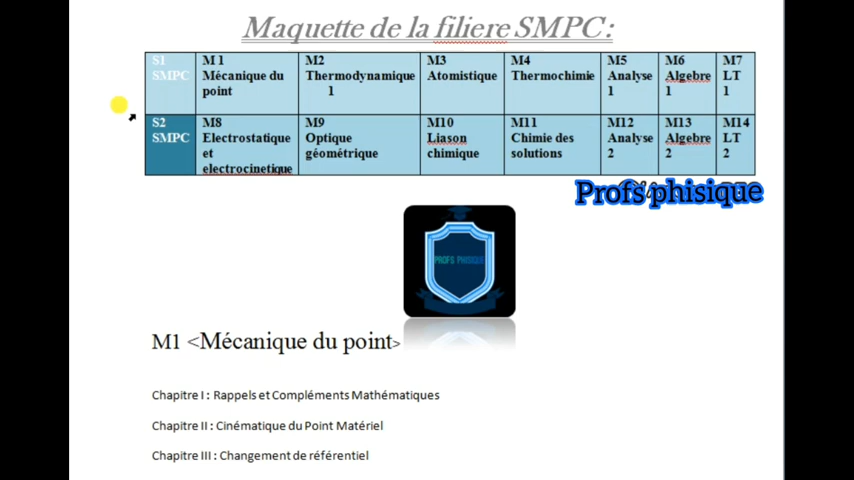 Maquette de la filiere SMPC :
S1 M 1 M2 M3 M4 M5 M6 M7
SMPC Mécanique du Thermodynamique Atomistique Thermochimie Analyse Algebre LT
point 1 1 1 1
S2 M8 M9 M10 M11 M12 M13 M14
SMPC Electrostatique Optique Liason Chimie des Analyse Algebre LT
et géométrique chimique solutions 2 2 2
electrocinetique
Profs phisique
PROFS PHISIQUE
M1 <Mécanique du point>
Chapitre I : Rappels et Compléments Mathématiques
Chapitre II : Cinématique du Point Matériel
Chapitre III : Changement de référentiel